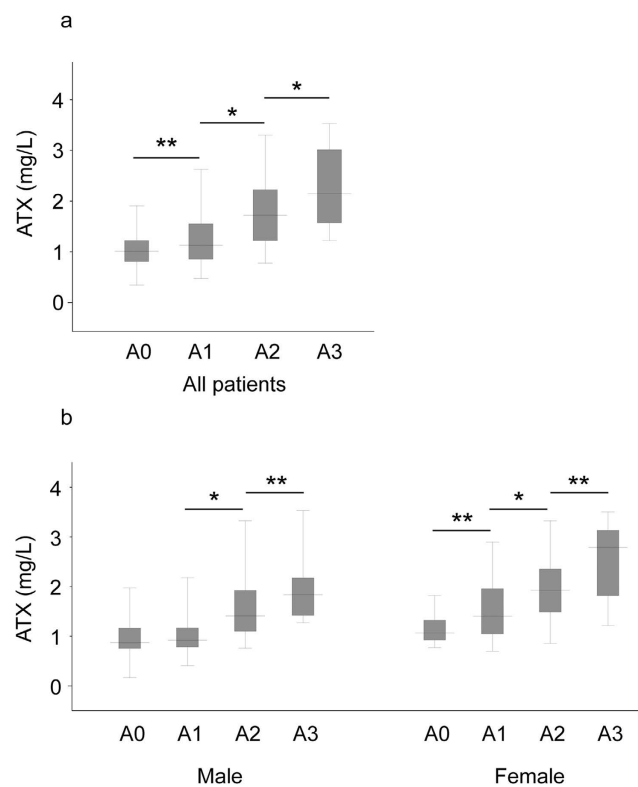 a
ATX (mg/L)
4
3
2
1
0
**
*
*
A0 A1 A2 A3
All patients
b
ATX (mg/L)
4
3
2
1
0
*
**
**
*
**
A0 A1 A2 A3 A0 A1 A2 A3
Male Female